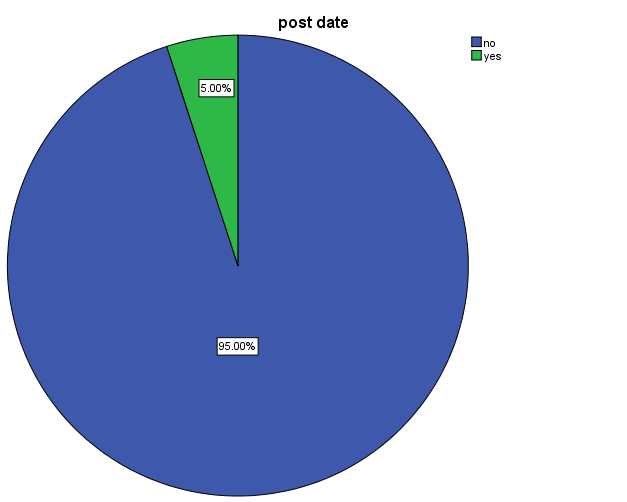 post date
no
yes
5.00%
95.00%